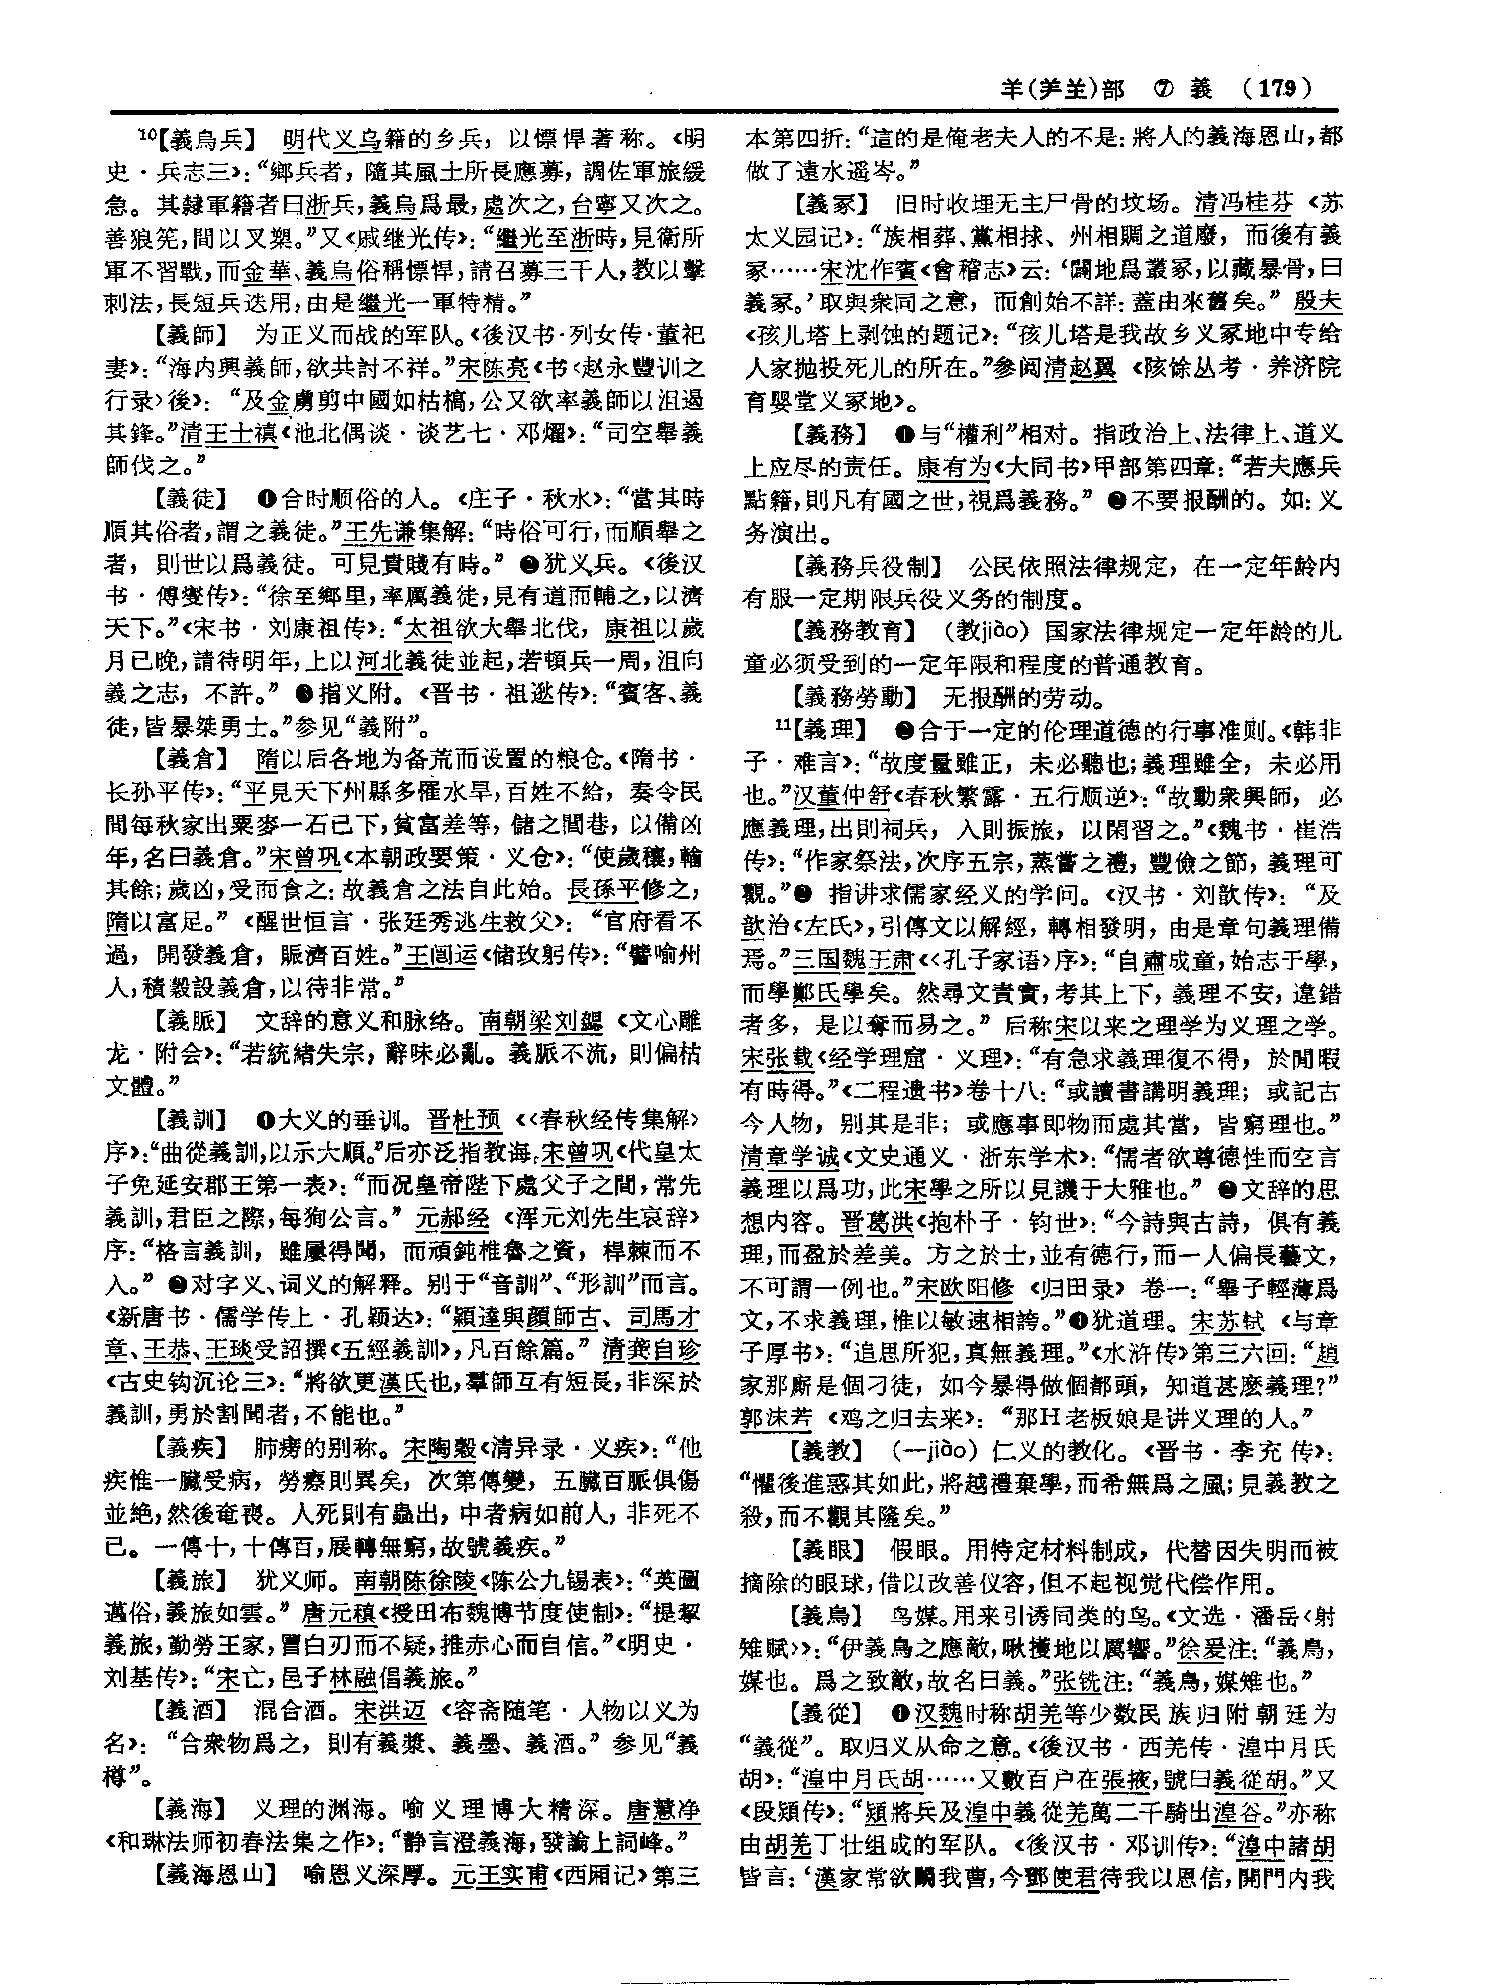 羊(⺶𦍌)部　⑦　義　(179)
10【義烏兵】　明代义乌籍的乡兵，以慓悍著称。《明
史·兵志三》：“鄉兵者，隨其風土所長應募，調佐軍旅缓
急。其隸軍籍者曰浙兵，義烏爲最，處次之，台寧又次之。
善狼筅，間以叉槊。”又《戚继光传》：“繼光至浙時，見衛所
軍不習戰，而金華、義烏俗稱慓悍，請召募三千人，教以擊
刺法，長短兵迭用，由是繼光一軍特精。”
【義師】　为正义而战的军队。《後汉书·列女传·董祀
妻》：“海内興義師，欲共討不祥。”宋陈亮《书〈赵永豐训之
行录〉後》：“及金虜剪中國如枯槁，公又欲率義師以沮遏
其鋒。”清王士禛《池北偶谈·谈艺七·邓爚》：“司空舉義
師伐之。”
【義徒】　❶合时顺俗的人。《庄子·秋水》：“當其時
順其俗者，謂之義徒。”王先谦集解：“時俗可行，而順舉之
者，則世以爲義徒。可見貴賤有時。”❷犹义兵。《後汉
书·傅燮传》：“徐至鄉里，率厲義徒，見有道而輔之，以濟
天下。”《宋书·刘康祖传》：“太祖欲大舉北伐，康祖以歲
月已晚，請待明年，上以河北義徒並起，若頓兵一周，沮向
義之志，不許。”❸指义附。《晋书·祖逖传》：“賓客、義
徒，皆暴桀勇士。”参见“義附”。
【義倉】　隋以后各地为备荒而设置的粮仓。《隋书·
长孙平传》：“平見天下州縣多罹水旱，百姓不給，奏令民
間每秋家出粟麥一石已下，貧富差等，儲之閭巷，以備凶
年，名曰義倉。”宋曾巩《本朝政要策·义仓》：“使歲穰，輸
其餘；歲凶，受而食之：故義倉之法自此始。長孫平修之，
隋以富足。”《醒世恒言·张廷秀逃生救父》：“官府看不
過，開發義倉，賑濟百姓。”王闿运《储玫躬传》：“譬喻州
人，積穀設義倉，以待非常。”
【義脈】　文辞的意义和脉络。南朝梁刘勰《文心雕
龙·附会》：“若統緒失宗，辭味必亂。義脈不流，則偏枯
文體。”
【義訓】　❶大义的垂训。晋杜预《〈春秋经传集解〉
序》：“曲從義訓，以示大順。”后亦泛指教海：宋曾巩《代皇太
子免延安郡王第一表》：“而况皇帝陛下處父子之間，常先
義訓，君臣之際，每狥公言。”元郝经《浑元刘先生哀辞》
序：“格言義訓，雖屢得聞，而頑鈍椎魯之資，桿棘而不
入。”❷对字义、词义的解释。别于“音訓”、“形訓”而言。
《新唐书·儒学传上·孔颖达》：“穎達與顔師古、司馬才
章、王恭、王琰受詔撰《五經義訓》，凡百餘篇。”清龚自珍
《古史钩沉论三》：“將欲更漢氏也，羣師互有短長，非深於
義訓，勇於割聞者，不能也。”
【義疾】　肺痨的别称。宋陶穀《清异录·义疾》：“他
疾惟一臟受病，勞瘵則異矣，次第傳變，五臟百脈俱傷
並絶，然後奄喪。人死則有蟲出，中者病如前人，非死不
已。一傳十，十傳百，展轉無窮，故號義疾。”
【義旅】　犹义师。南朝陈徐陵《陈公九锡表》：“英圖
邁俗，義旅如雲。”唐元稹《授田布魏博节度使制》：“提挈
義旅，勤勞王家，冒白刃而不疑，推赤心而自信。”《明史·
刘基传》：“宋亡，邑子林融倡義旅。”
【義酒】　混合酒。宋洪迈《容斋随笔·人物以义为
名》：“合衆物爲之，則有義漿、義墨、義酒。”参见“義
樽”。
【義海】　义理的渊海。喻义理博大精深。唐慧净
《和琳法师初春法集之作》：“静言澄義海，發論上詞峰。”
【義海恩山】　喻恩义深厚。元王实甫《西厢记》第三
本第四折：“這的是俺老夫人的不是：將人的義海恩山，都
做了遠水遥岑。”
【義冢】　旧时收埋无主尸骨的坟场。清冯桂芬《苏
太义园记》：“族相葬、黨相捄、州相賙之道廢，而後有義
冢……宋沈作賓《會稽志》云：‘闢地爲叢冢，以藏暴骨，曰
義冢。’取與衆同之意，而創始不詳：蓋由來舊矣。”殷夫
《孩儿塔上剥蚀的题记》：“孩儿塔是我故乡义冢地中专给
人家抛投死儿的所在。”参阅清赵翼《陔馀丛考·养济院
育婴堂义冢地》。
【義務】　❶与“權利”相对。指政治上、法律上、道义
上应尽的责任。康有为《大同书》甲部第四章：“若夫應兵
點籍，則凡有國之世，視爲義務。”❷不要报酬的。如：义
务演出。
【義務兵役制】　公民依照法律规定，在一定年龄内
有服一定期限兵役义务的制度。
【義務教育】　（教jiào）国家法律规定一定年龄的儿
童必须受到的一定年限和程度的普通教育。
【義務勞動】　无报酬的劳动。
11【義理】　❶合于一定的伦理道德的行事准则。《韩非
子·难言》：“故度量雖正，未必聽也；義理雖全，未必用
也。”汉董仲舒《春秋繁露·五行顺逆》：“故動衆興師，必
應義理，出則祠兵，入則振旅，以閑習之。”《魏书·崔浩
传》：“作家祭法，次序五宗，蒸嘗之禮，豐儉之節，義理可
觀。”❷　指讲求儒家经义的学问。《汉书·刘歆传》：“及
歆治《左氏》，引傳文以解經，轉相發明，由是章句義理備
焉。”三国魏王肃《〈孔子家语〉序》：“自肅成童，始志于學，
而學鄭氏學矣。然尋文責實，考其上下，義理不安，違錯
者多，是以奪而易之。”后称宋以来之理学为义理之学。
宋张载《经学理窟·义理》：“有急求義理復不得，於閒暇
有時得。”《二程遗书》卷十八：“或讀書講明義理；或記古
今人物，别其是非；或應事即物而處其當，皆窮理也。”
清章学诚《文史通义·浙东学术》：“儒者欲尊德性而空言
義理以爲功，此宋學之所以見譏于大雅也。”❸文辞的思
想内容。晋葛洪《抱朴子·钧世》：“今詩與古詩，俱有義
理，而盈於差美。方之於士，並有德行，而一人偏長藝文，
不可謂一例也。”宋欧阳修《归田录》卷一：“舉子輕薄爲
文，不求義理，惟以敏速相誇。”❹犹道理。宋苏轼《与章
子厚书》：“追思所犯，真無義理。”《水浒传》第三六回：“趙
家那廝是個刁徒，如今暴得做個都頭，知道甚麽義理？”
郭沫若《鸡之归去来》：“那H老板娘是讲义理的人。”
【義教】　（一jiào）仁义的教化。《晋书·李充传》：
“懼後進惑其如此，將越禮棄學，而希無爲之風；見義教之
殺，而不觀其隆矣。”
【義眼】　假眼。用特定材料制成，代替因失明而被
摘除的眼球，借以改善仪容，但不起视觉代偿作用。
【義鳥】　鸟媒。用来引诱同类的鸟。《文选·潘岳〈射
雉赋〉》：“伊義鳥之應敵，啾擭地以厲響。”徐爰注：“義鳥，
媒也。爲之致敵，故名曰義。”张铣注：“義鳥，媒雉也。”
【義從】　❶汉魏时称胡羌等少数民族归附朝廷为
“義從”。取归义从命之意。《後汉书·西羌传·湟中月氏
胡》：“湟中月氏胡……又數百户在張掖，號曰義從胡。”又
《段熲传》：“熲將兵及湟中義從羌萬二千騎出湟谷。”亦称
由胡羌丁壮组成的军队。《後汉书·邓训传》：“湟中諸胡
皆言：‘漢家常欲鬭我曹，今鄧使君待我以恩信，開門内我